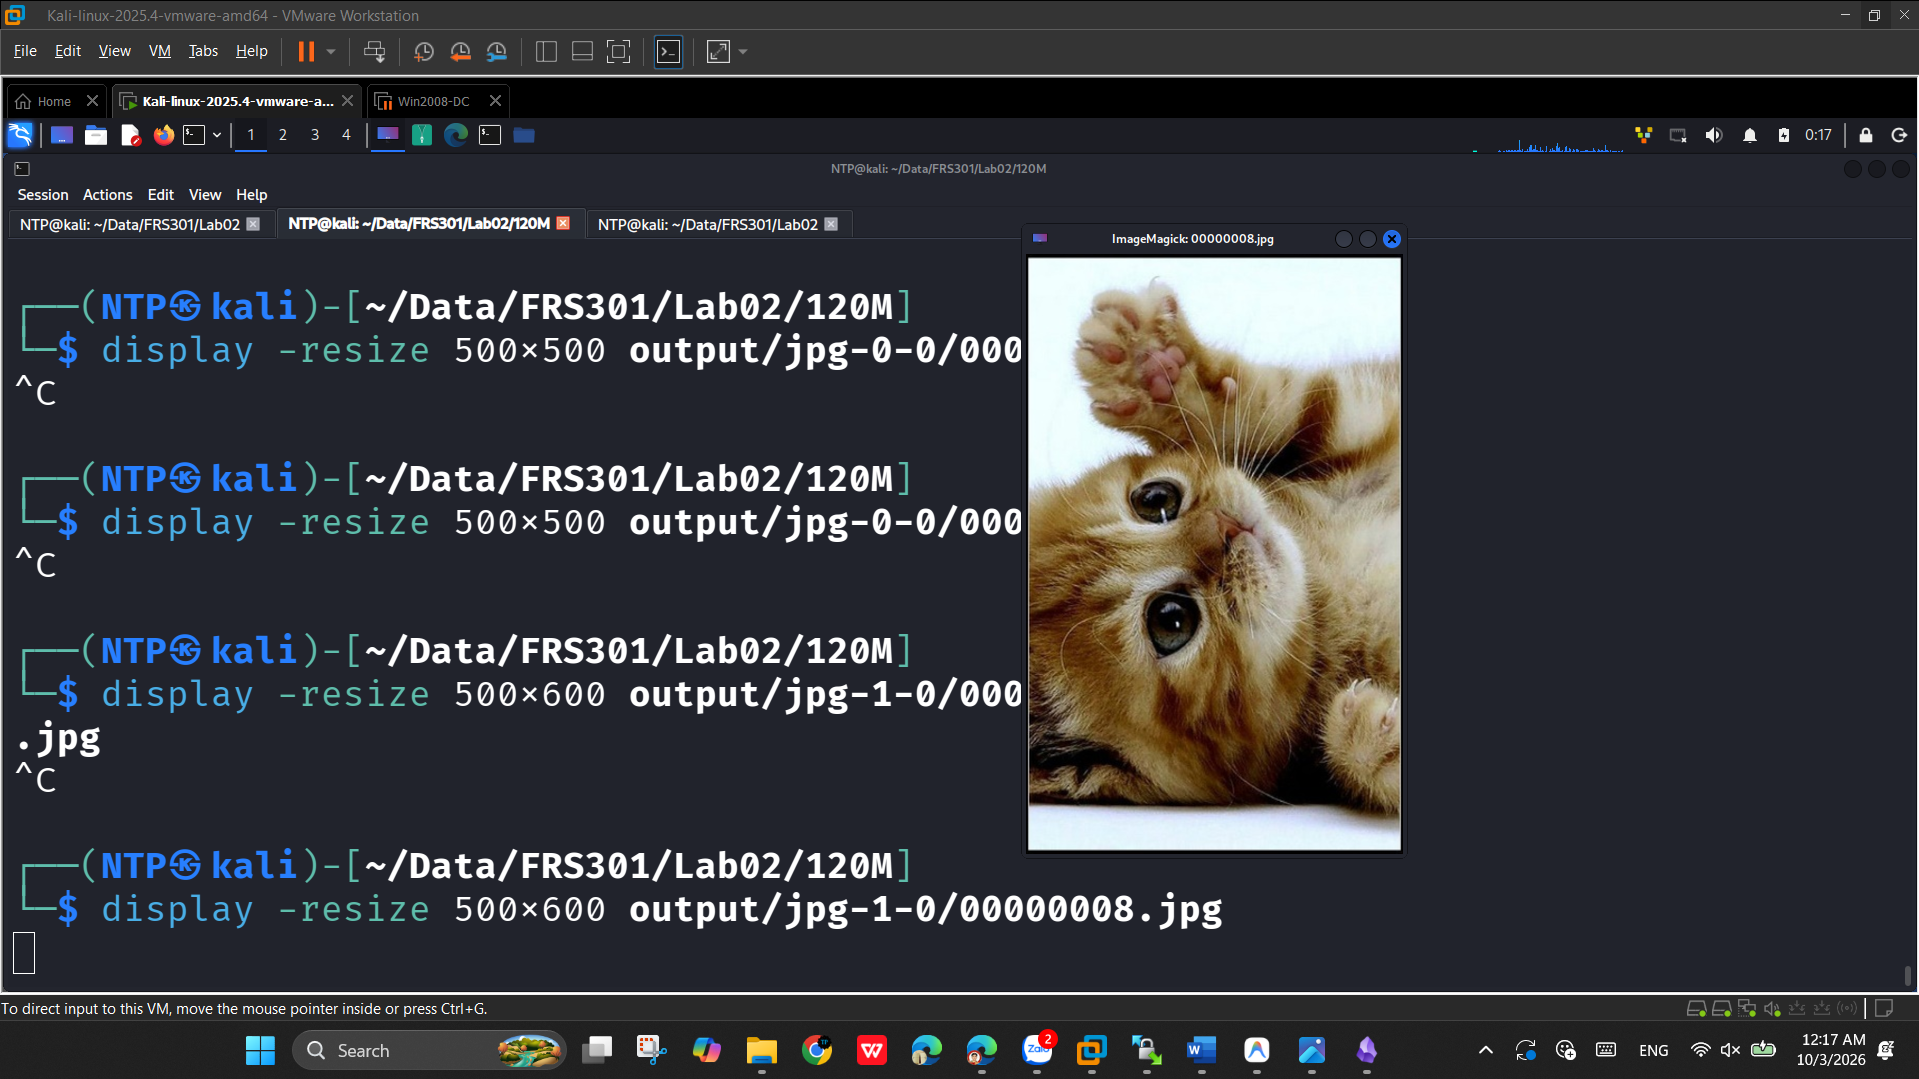 Kali-linux-2025.4-vmware-amd64 - VMware Workstation
File Edit View VM Tabs Help
Home Kali-linux-2025.4-vmware-a... Win2008-DC
1 2 3 4 0:17
NTP@kali: ~/Data/FRS301/Lab02/120M
Session Actions Edit View Help
NTP@kali: ~/Data/FRS301/Lab02 NTP@kali: ~/Data/FRS301/Lab02/120M NTP@kali: ~/Data/FRS301/Lab02
ImageMagick: 00000008.jpg
(NTP㉿kali)-[~/Data/FRS301/Lab02/120M]
$ display -resize 500×500 output/jpg-0-0/000
^C
(NTP㉿kali)-[~/Data/FRS301/Lab02/120M]
$ display -resize 500×500 output/jpg-0-0/000
^C
(NTP㉿kali)-[~/Data/FRS301/Lab02/120M]
$ display -resize 500×600 output/jpg-1-0/000
.jpg
^C
(NTP㉿kali)-[~/Data/FRS301/Lab02/120M]
$ display -resize 500×600 output/jpg-1-0/00000008.jpg
To direct input to this VM, move the mouse pointer inside or press Ctrl+G.
Search
Zalo
2
ENG
12:17 AM
10/3/2026